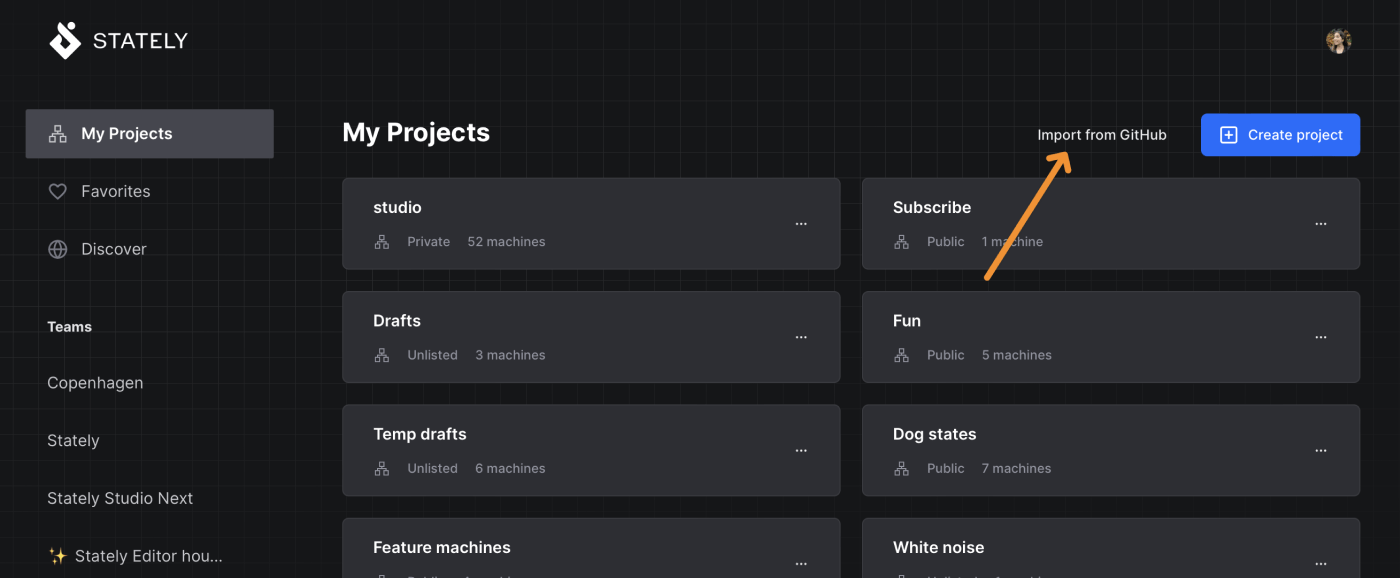 STATELY
My Projects
Favorites
Discover
Teams
Copenhagen
Stately
Stately Studio Next
✨ Stately Editor hou...
My Projects
Import from GitHub
Create project
studio
Private 52 machines
Subscribe
Public 1 machine
Drafts
Unlisted 3 machines
Fun
Public 5 machines
Temp drafts
Unlisted 6 machines
Dog states
Public 7 machines
Feature machines
White noise